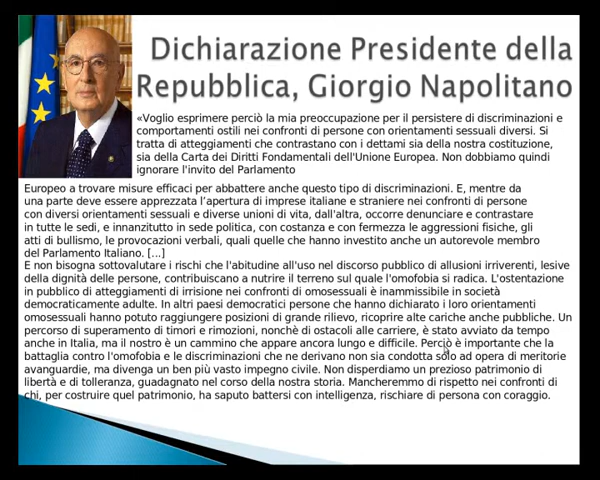 Dichiarazione Presidente della
Repubblica, Giorgio Napolitano
«Voglio esprimere perciò la mia preoccupazione per il persistere di discriminazioni e
comportamenti ostili nei confronti di persone con orientamenti sessuali diversi. Si
tratta di atteggiamenti che contrastano con i dettami sia della nostra costituzione,
sia della Carta dei Diritti Fondamentali dell'Unione Europea. Non dobbiamo quindi
ignorare l'invito del Parlamento
Europeo a trovare misure efficaci per abbattere anche questo tipo di discriminazioni. E, mentre da
una parte deve essere apprezzata l’apertura di imprese italiane e straniere nei confronti di persone
con diversi orientamenti sessuali e diverse unioni di vita, dall'altra, occorre denunciare e contrastare
in tutte le sedi, e innanzitutto in sede politica, con costanza e con fermezza le aggressioni fisiche, gli
atti di bullismo, le provocazioni verbali, quali quelle che hanno investito anche un autorevole membro
del Parlamento Italiano. [...]
E non bisogna sottovalutare i rischi che l'abitudine all'uso nel discorso pubblico di allusioni irriverenti, lesive
della dignità delle persone, contribuiscano a nutrire il terreno sul quale l'omofobia si radica. L'ostentazione
in pubblico di atteggiamenti di irrisione nei confronti di omosessuali è inammissibile in società
democraticamente adulte. In altri paesi democratici persone che hanno dichiarato i loro orientamenti
omosessuali hanno potuto raggiungere posizioni di grande rilievo, ricoprire alte cariche anche pubbliche. Un
percorso di superamento di timori e rimozioni, nonchè di ostacoli alle carriere, è stato avviato da tempo
anche in Italia, ma il nostro è un cammino che appare ancora lungo e difficile. Perciò è importante che la
battaglia contro l'omofobia e le discriminazioni che ne derivano non sia condotta solo ad opera di meritorie
avanguardie, ma divenga un ben più vasto impegno civile. Non disperdiamo un prezioso patrimonio di
libertà e di tolleranza, guadagnato nel corso della nostra storia. Mancheremmo di rispetto nei confronti di
chi, per costruire quel patrimonio, ha saputo battersi con intelligenza, rischiare di persona con coraggio.